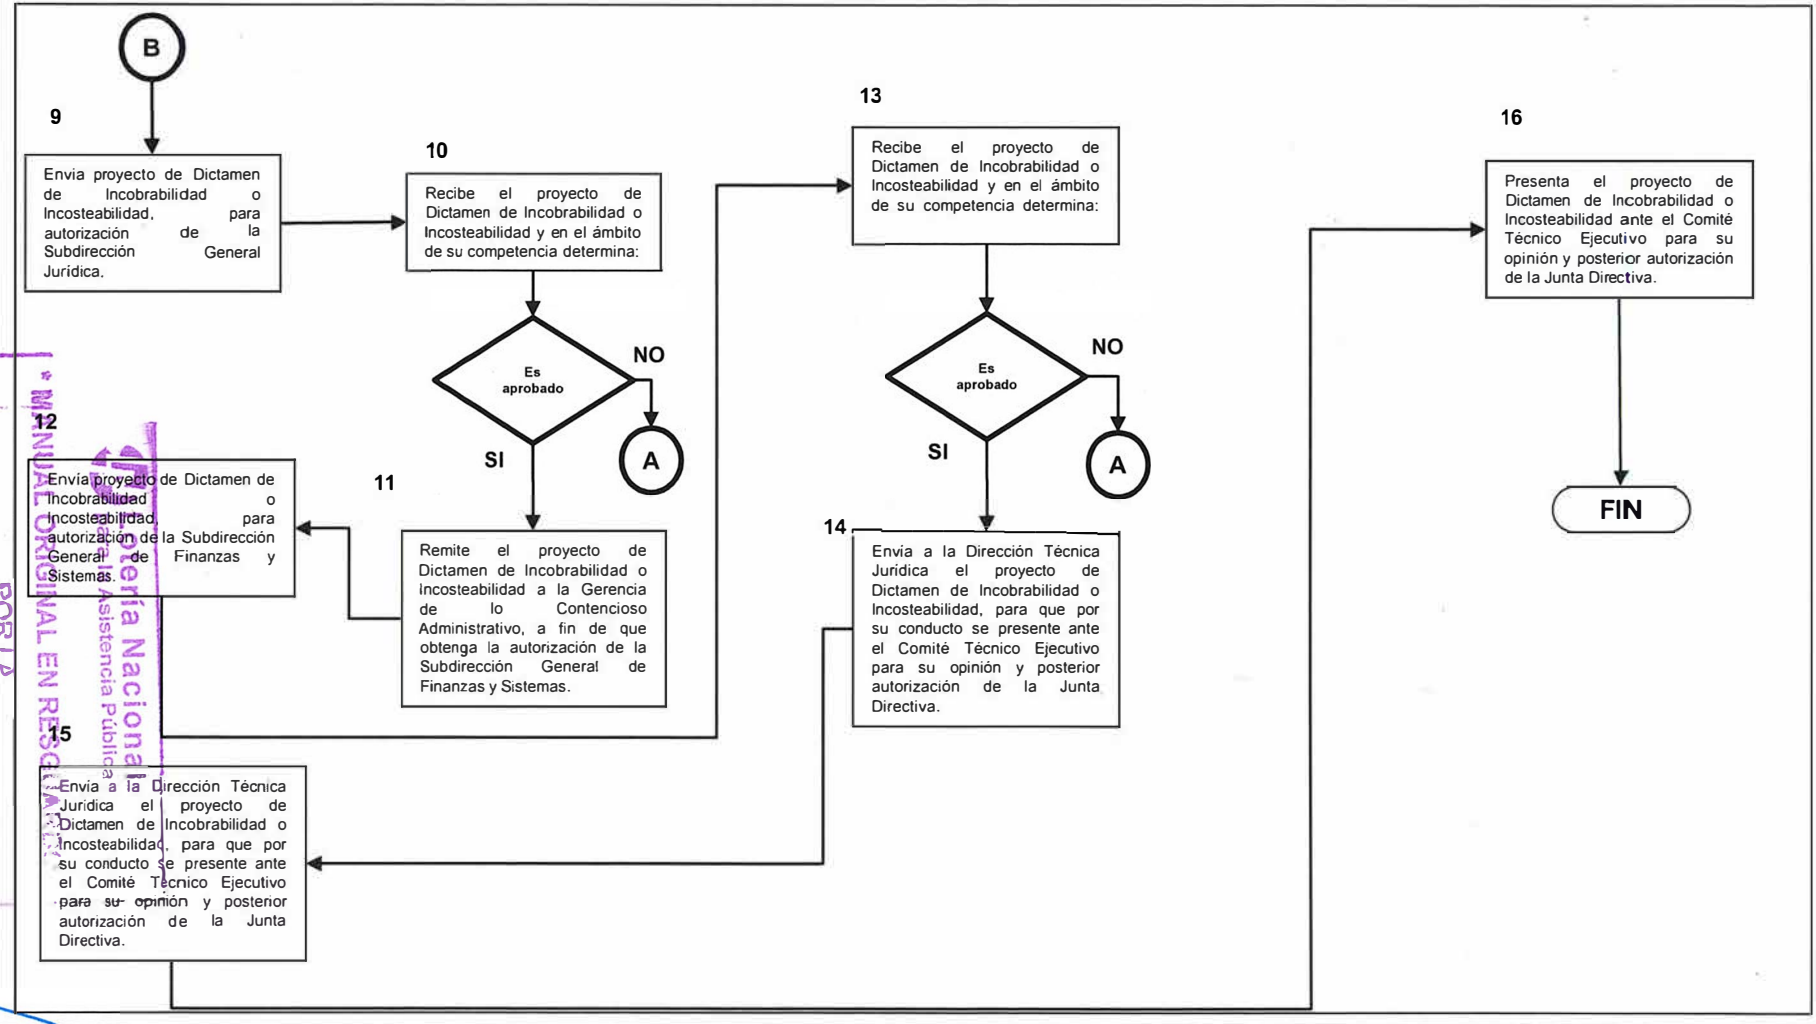 B
9
Envia proyecto de Dictamen
de Incobrabilidad o
Incosteabilidad, para
autorización de la
Subdirección General
Jurídica.
10
Recibe el proyecto de
Dictamen de Incobrabilidad o
Incosteabilidad y en el ámbito
de su competencia determina:
Es
aprobado
NO
A
SI
11
Remite el proyecto de
Dictamen de Incobrabilidad o
Incosteabilidad a la Gerencia
de lo Contencioso
Administrativo, a fin de que
obtenga la autorización de la
Subdirección General de
Finanzas y Sistemas.
12
Envía proyecto de Dictamen de
Incobrabilidad o
Incosteabilidad, para
autorización de la Subdirección
General de Finanzas y
Sistemas.
13
Recibe el proyecto de
Dictamen de Incobrabilidad o
Incosteabilidad y en el ámbito
de su competencia determina:
Es
aprobado
NO
A
SI
14
Envía a la Dirección Técnica
Jurídica el proyecto de
Dictamen de Incobrabilidad o
Incosteabilidad, para que por
su conducto se presente ante
el Comité Técnico Ejecutivo
para su opinión y posterior
autorización de la Junta
Directiva.
15
Envía a la Dirección Técnica
Juridica el proyecto de
Dictamen de Incobrabilidad o
Incosteabilidad, para que por
su conducto se presente ante
el Comité Técnico Ejecutivo
para su opinión y posterior
autorización de la Junta
Directiva.
16
Presenta el proyecto de
Dictamen de Incobrabilidad o
Incosteabilidad ante el Comité
Técnico Ejecutivo para su
opinión y posterior autorización
de la Junta Directiva.
FIN
Lotería Nacional
para la Asistencia Pública
* MANUAL ORIGINAL EN RESGUARDO